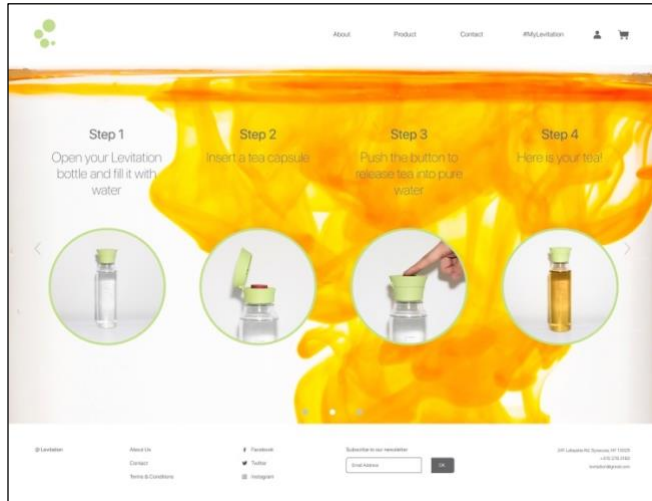 About
Product
Contact
#MyLevitation
Step 1
Open your Levitation
bottle and fill it with
water
Step 2
Insert a tea capsule
Step 3
Push the button to
release tea into pure
water
Step 4
Here is your tea!
@ Levitation
About Us
Contact
Terms & Conditions
Facebook
Twitter
Instagram
Subscribe to our newsletter
Email Address
OK